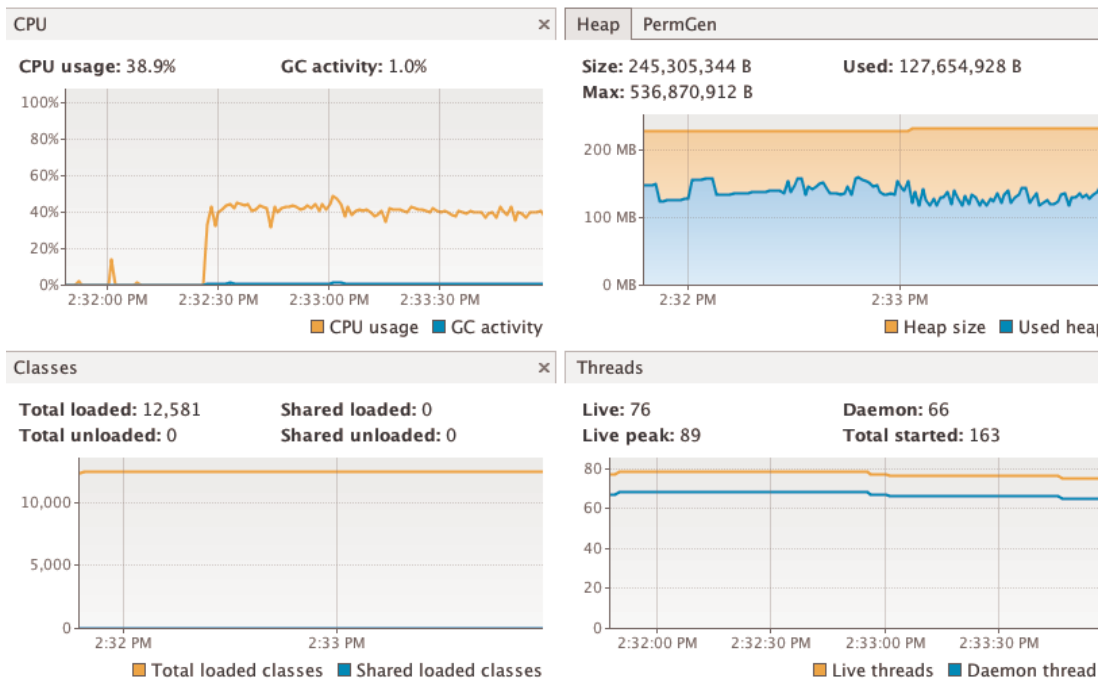 CPU ×
CPU usage: 38.9% GC activity: 1.0%
100%
80%
60%
40%
20%
0%
2:32:00 PM 2:32:30 PM 2:33:00 PM 2:33:30 PM
CPU usage GC activity
Heap PermGen
Size: 245,305,344 B Used: 127,654,928 B
Max: 536,870,912 B
200 MB
100 MB
0 MB
2:32 PM 2:33 PM
Heap size Used heap
Classes ×
Total loaded: 12,581 Shared loaded: 0
Total unloaded: 0 Shared unloaded: 0
10,000
5,000
0
2:32 PM 2:33 PM
Total loaded classes Shared loaded classes
Threads
Live: 76 Daemon: 66
Live peak: 89 Total started: 163
80
60
40
20
0
2:32:00 PM 2:32:30 PM 2:33:00 PM 2:33:30 PM
Live threads Daemon thread